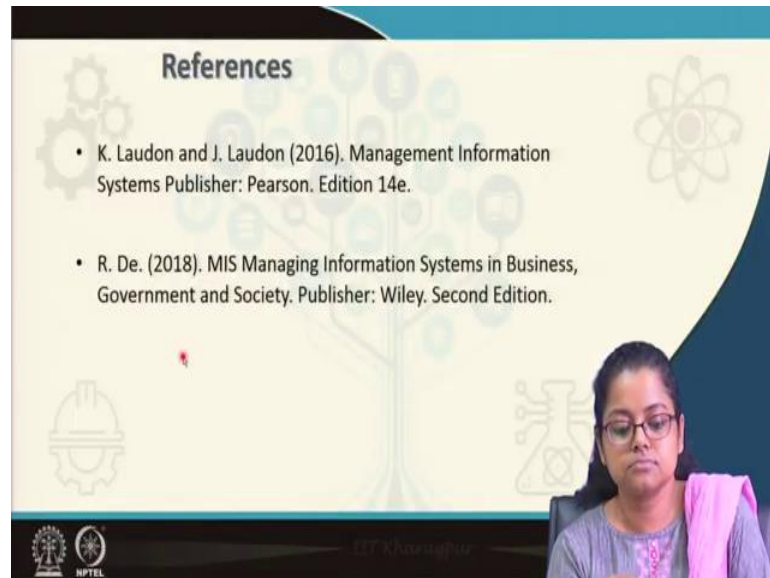 References
• K. Laudon and J. Laudon (2016). Management Information
Systems Publisher: Pearson. Edition 14e.
• R. De. (2018). MIS Managing Information Systems in Business,
Government and Society. Publisher: Wiley. Second Edition.
IIT Kharagpur
NPTEL